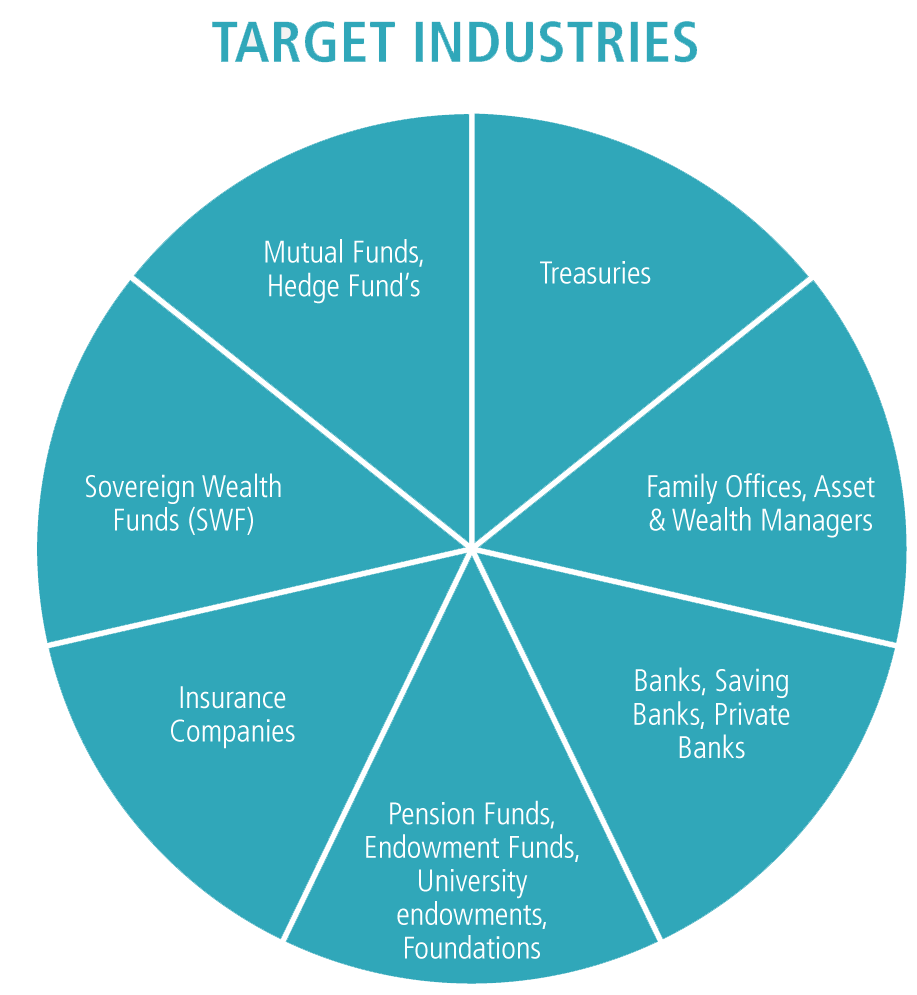 TARGET INDUSTRIES
Mutual Funds,
Hedge Fund’s
Treasuries
Sovereign Wealth
Funds (SWF)
Family Offices, Asset
& Wealth Managers
Insurance
Companies
Banks, Saving
Banks, Private
Banks
Pension Funds,
Endowment Funds,
University
endowments,
Foundations